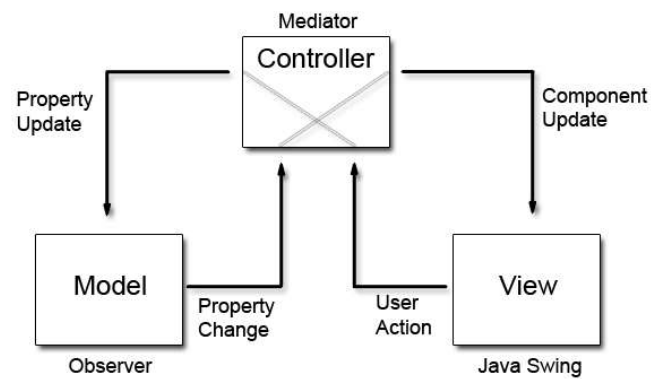 Mediator
Controller
Property
Update
Component
Update
Model
Property
Change
User
Action
View
Observer
Java Swing